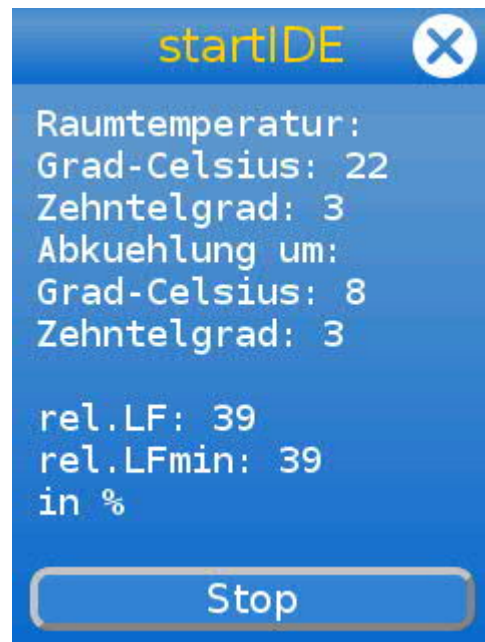 startIDE
Raumtemperatur:
Grad-Celsius: 22
Zehntelgrad: 3
Abkuehlung um:
Grad-Celsius: 8
Zehntelgrad: 3
rel.LF: 39
rel.LFmin: 39
in %
Stop